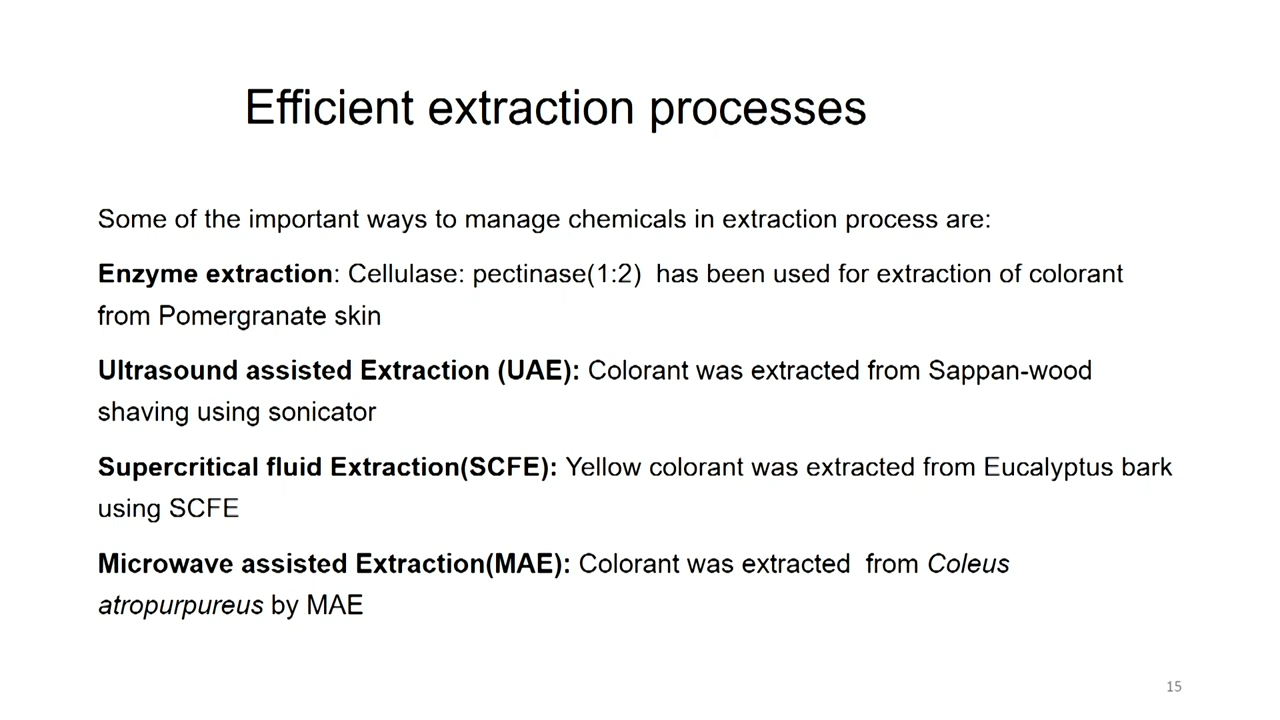 Efficient extraction processes
Some of the important ways to manage chemicals in extraction process are:
Enzyme extraction: Cellulase: pectinase(1:2)  has been used for extraction of colorant
from Pomergranate skin
Ultrasound assisted Extraction (UAE): Colorant was extracted from Sappan-wood
shaving using sonicator
Supercritical fluid Extraction(SCFE): Yellow colorant was extracted from Eucalyptus bark
using SCFE
Microwave assisted Extraction(MAE): Colorant was extracted  from Coleus
atropurpureus by MAE
15